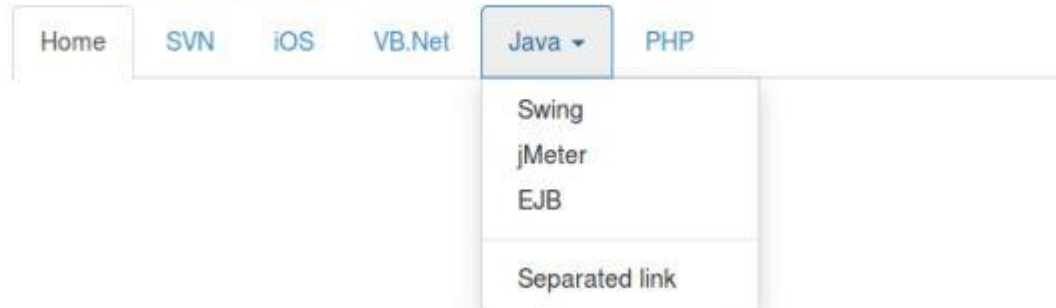 Home SVN iOS VB.Net Java PHP
Swing
jMeter
EJB
Separated link